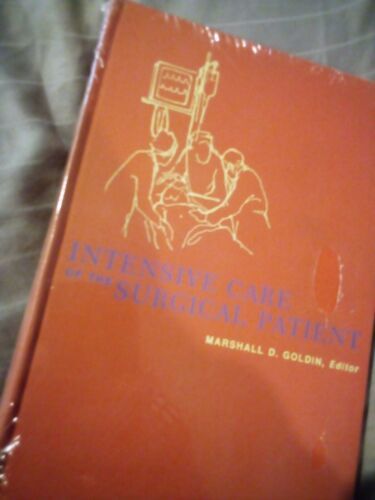 INTENSIVE CARE
OF THE SURGICAL PATIENT
MARSHALL D. GOLDIN, Editor